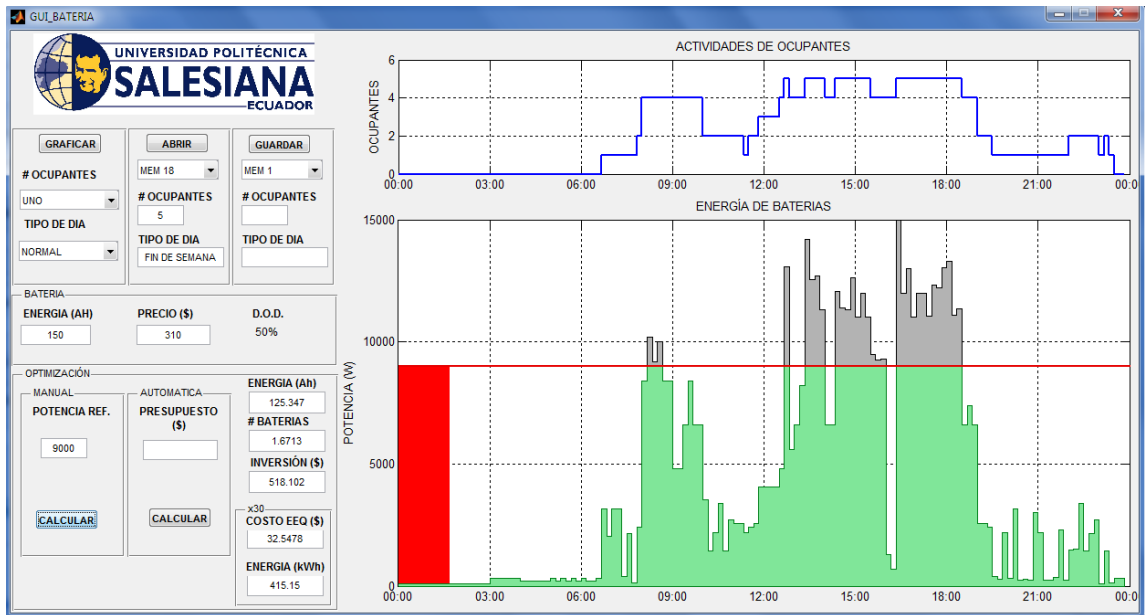 GUI_BATERIA
UNIVERSIDAD POLITÉCNICA
SALESIANA
ECUADOR
GRAFICAR
# OCUPANTES
UNO
TIPO DE DIA
NORMAL
ABRIR
MEM 18
# OCUPANTES
5
TIPO DE DIA
FIN DE SEMANA
GUARDAR
MEM 1
# OCUPANTES
TIPO DE DIA
BATERIA
ENERGIA (AH)
150
PRECIO ($)
310
D.O.D.
50%
OPTIMIZACIÓN
MANUAL
POTENCIA REF.
9000
CALCULAR
AUTOMATICA
PRESUPUESTO
($)
CALCULAR
ENERGIA (Ah)
125.347
# BATERIAS
1.6713
INVERSIÓN ($)
518.102
x30
COSTO EEQ ($)
32.5478
ENERGIA (kWh)
415.15
ACTIVIDADES DE OCUPANTES
OCUPANTES
6
4
2
0
00:00 03:00 06:00 09:00 12:00 15:00 18:00 21:00 00:0
ENERGÍA DE BATERIAS
POTENCIA (W)
15000
10000
5000
0
00:00 03:00 06:00 09:00 12:00 15:00 18:00 21:00 00:0